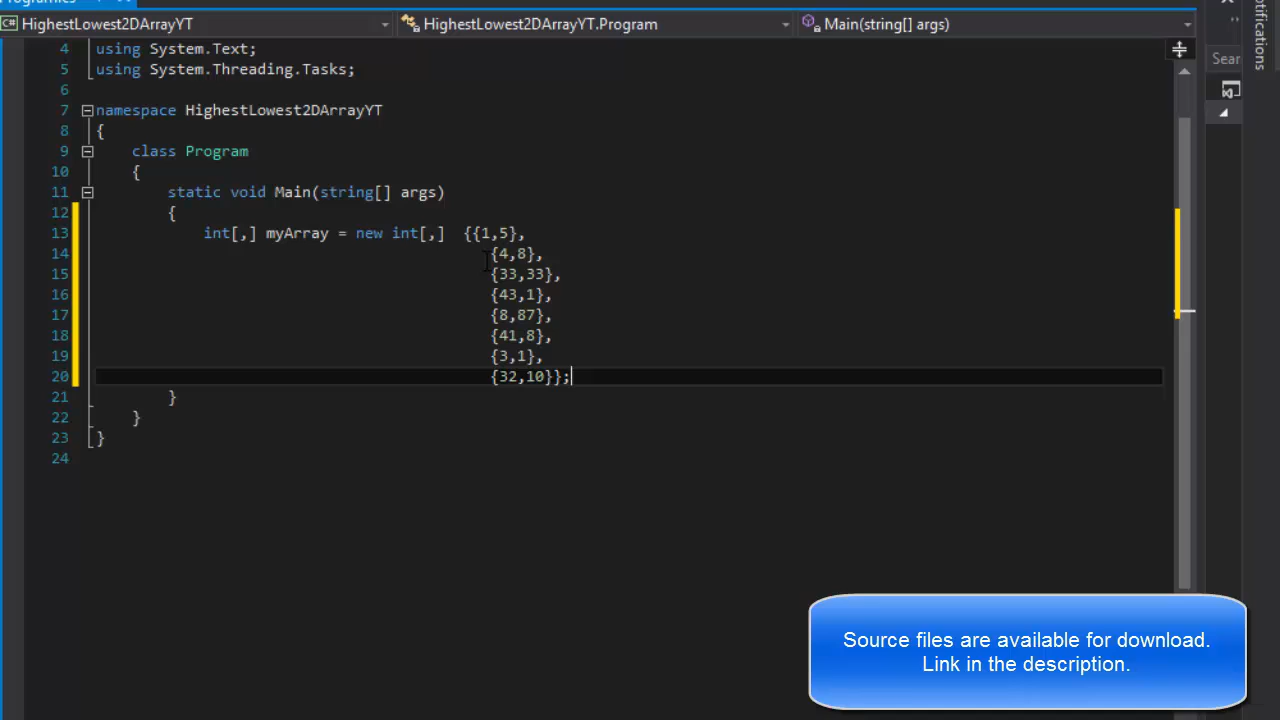 HighestLowest2DArrayYT HighestLowest2DArrayYT.Program Main(string[] args)
4 using System.Text;
5 using System.Threading.Tasks;
6
7 namespace HighestLowest2DArrayYT
8 {
9 class Program
10 {
11 static void Main(string[] args)
12 {
13 int[,] myArray = new int[,] {{1,5},
14 {4,8},
15 {33,33},
16 {43,1},
17 {8,87},
18 {41,8},
19 {3,1},
20 {32,10}};
21 }
22 }
23 }
24
Source files are available for download.
Link in the description.